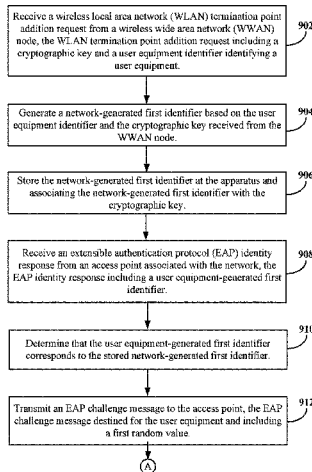 Receive a wireless local area network (WLAN) termination point
addition request from a wireless wide area network (WWAN)
node, the WLAN termination point addition request including a
cryptographic key and a user equipment identifier identifying a
user equipment.
902
Generate a network-generated first identifier based on the
user equipment identifier and the cryptographic key received from the
WWAN node.
904
Store the network-generated first identifier at the apparatus and
associating the network-generated first identifier with the
cryptographic key.
906
Receive an extensible authentication protocol (EAP) identity
response from an access point associated with the network, the
EAP identity response including a user equipment-generated first
identifier.
908
Determine that the user equipment-generated first identifier
corresponds to the stored network-generated first identifier.
910
Transmit an EAP challenge message to the access point, the EAP
challenge message destined for the user equipment and including
a first random value.
912
A